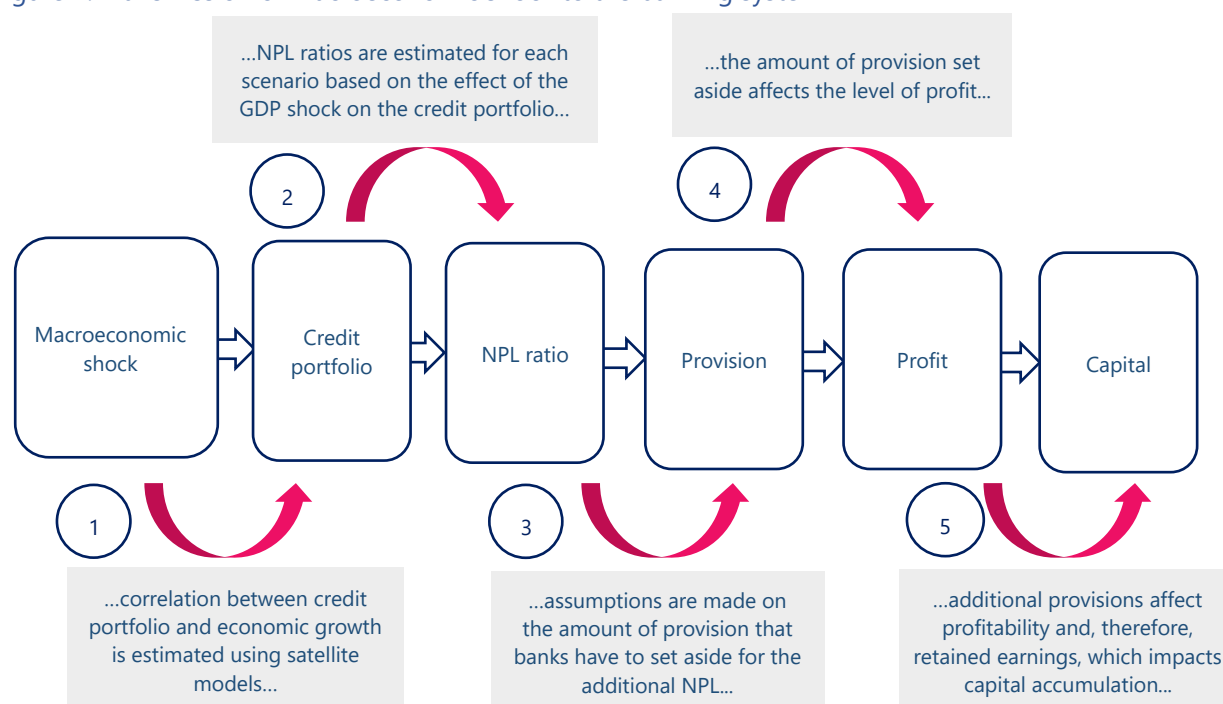 ...NPL ratios are estimated for each
scenario based on the effect of the
GDP shock on the credit portfolio...
...the amount of provision set
aside affects the level of profit...
2
4
Macroeconomic
shock
Credit
portfolio
NPL ratio
Provision
Profit
Capital
1
3
5
...correlation between credit
portfolio and economic growth
is estimated using satellite
models...
...assumptions are made on
the amount of provision that
banks have to set aside for the
additional NPL...
...additional provisions affect
profitability and, therefore,
retained earnings, which impacts
capital accumulation...